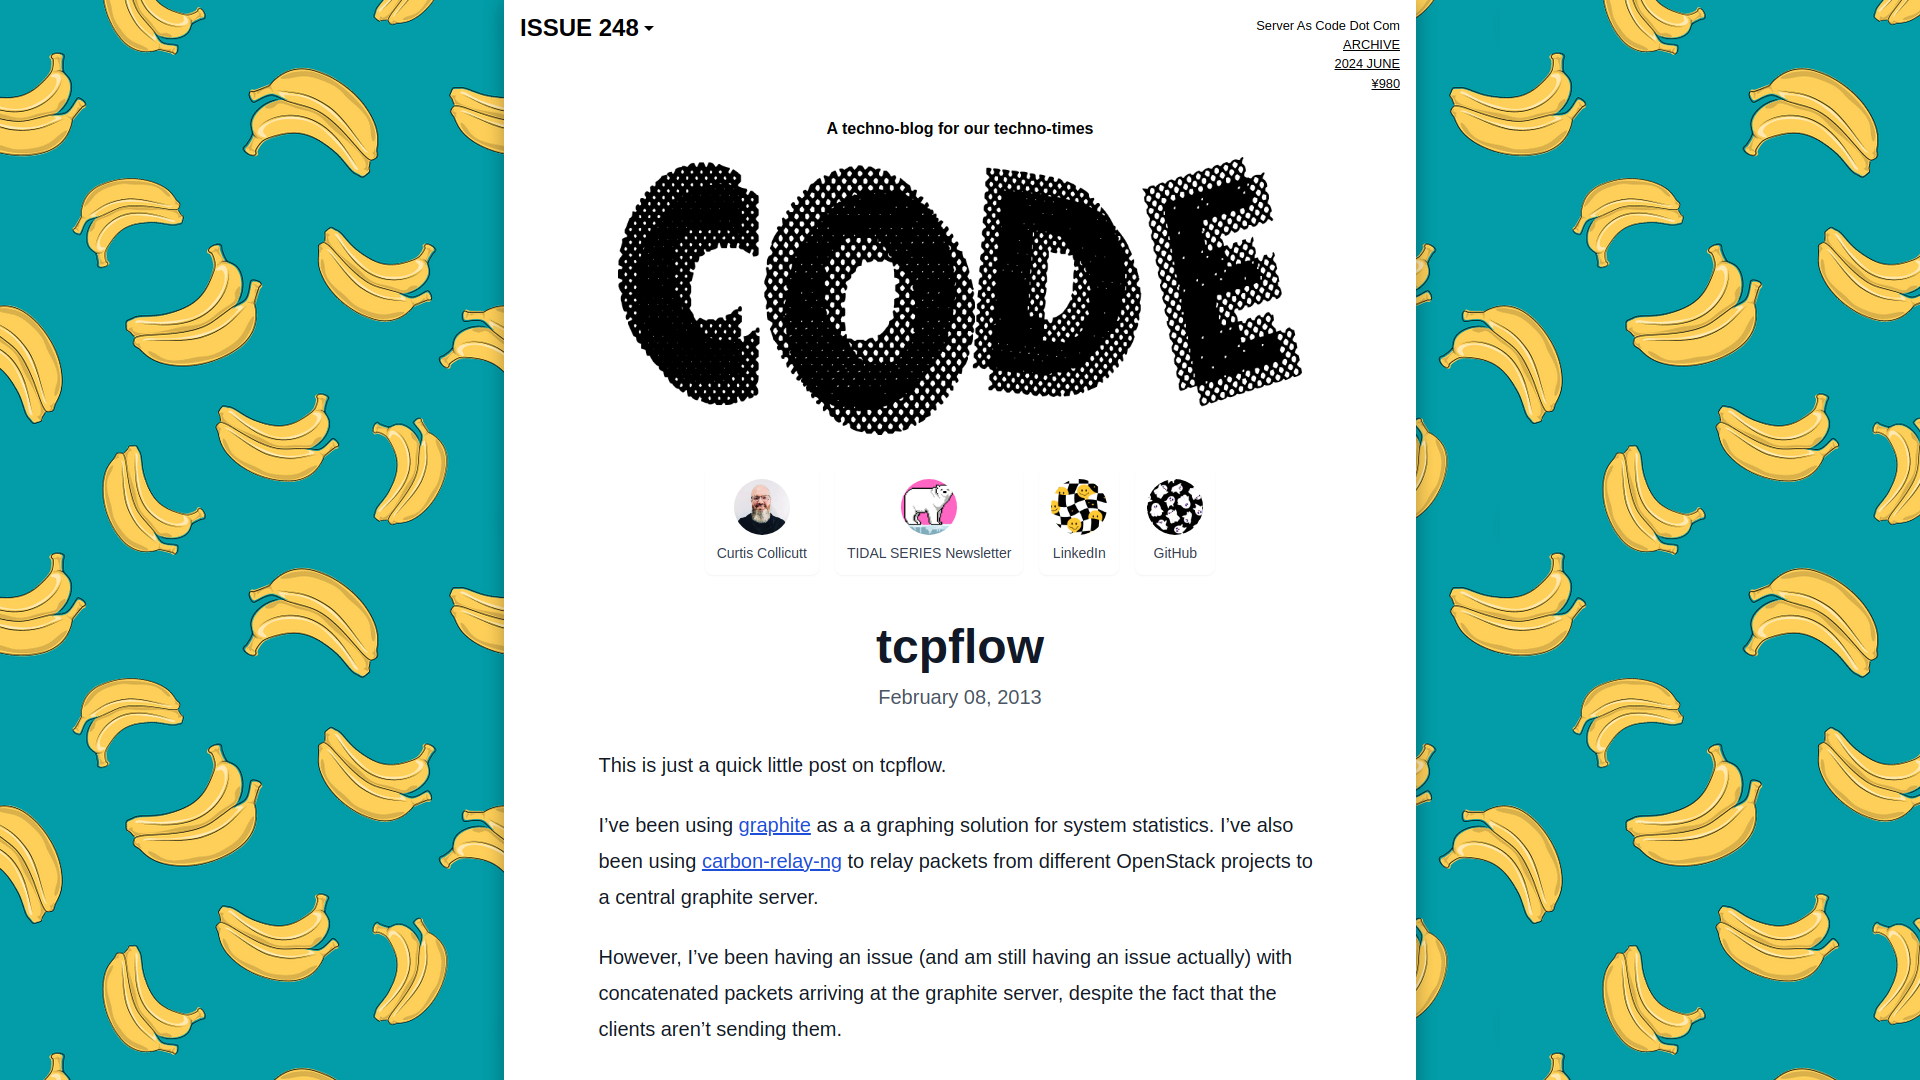 ISSUE 248
Server As Code Dot Com
ARCHIVE
2024 JUNE
¥980
A techno-blog for our techno-times
CODE
Curtis Collicutt
TIDAL SERIES Newsletter
LinkedIn
GitHub
tcpflow
February 08, 2013
This is just a quick little post on tcpflow.
I’ve been using graphite as a a graphing solution for system statistics. I’ve also
been using carbon-relay-ng to relay packets from different OpenStack projects to
a central graphite server.
However, I’ve been having an issue (and am still having an issue actually) with
concatenated packets arriving at the graphite server, despite the fact that the
clients aren’t sending them.